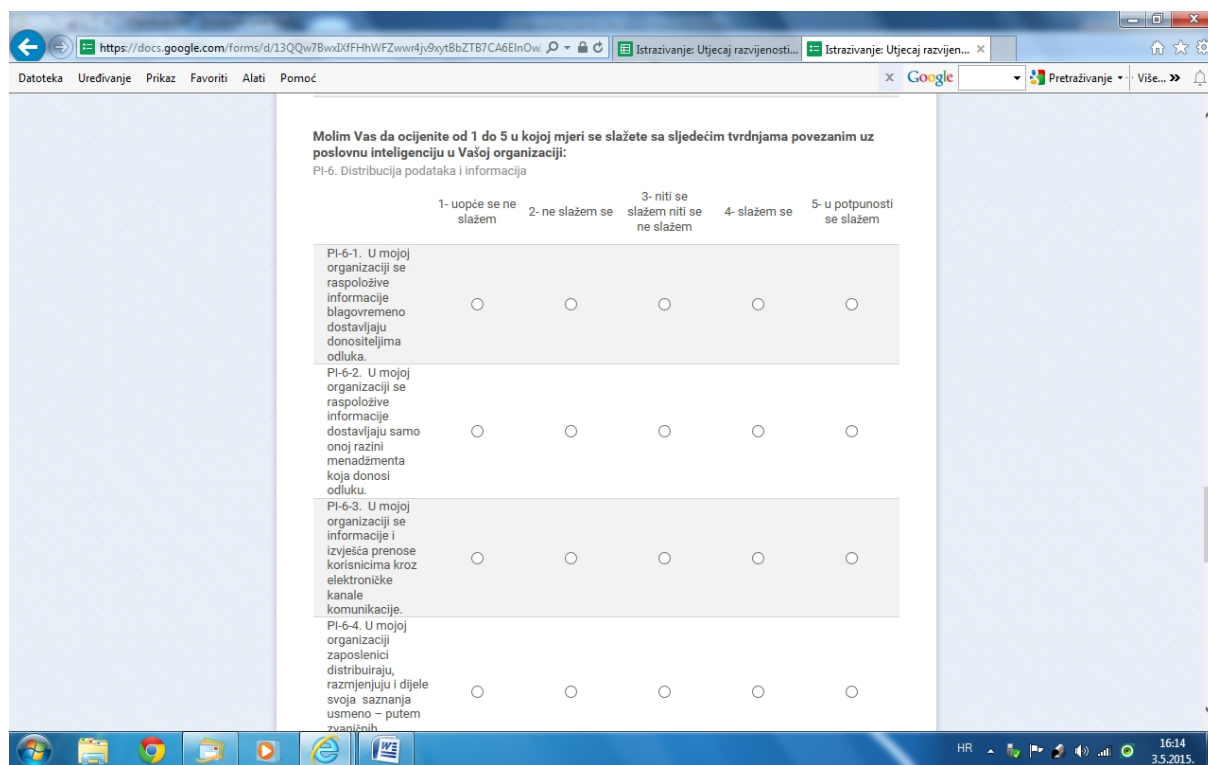 https://docs.google.com/forms/d/13QQw7BwxIXfFHhWFZwwr4jv9xytBbZTB7CA6EInOw
Istrazivanje: Utjecaj razvijenosti...
Istrazivanje: Utjecaj razvijen...
Datoteka Uređivanje Prikaz Favoriti Alati Pomoć
x Google Pretraživanje Više... »
Molim Vas da ocijenite od 1 do 5 u kojoj mjeri se slažete sa sljedećim tvrdnjama povezanim uz
poslovnu inteligenciju u Vašoj organizaciji:
PI-6. Distribucija podataka i informacija
1- uopće se ne
slažem
2- ne slažem se
3- niti se
slažem niti se
ne slažem
4- slažem se
5- u potpunosti
se slažem
PI-6-1. U mojoj
organizaciji se
raspoložive
informacije
blagovremeno
dostavljaju
donositeljima
odluka.
PI-6-2. U mojoj
organizaciji se
raspoložive
informacije
dostavljaju samo
onoj razini
menadžmenta
koja donosi
odluku.
PI-6-3. U mojoj
organizaciji se
informacije i
izvješća prenose
korisnicima kroz
elektroničke
kanale
komunikacije.
PI-6-4. U mojoj
organizaciji
zaposlenici
distribuiraju,
razmjenjuju i dijele
svoja saznanja
usmeno – putem
zvaničnih
HR
16:14
3.5.2015.